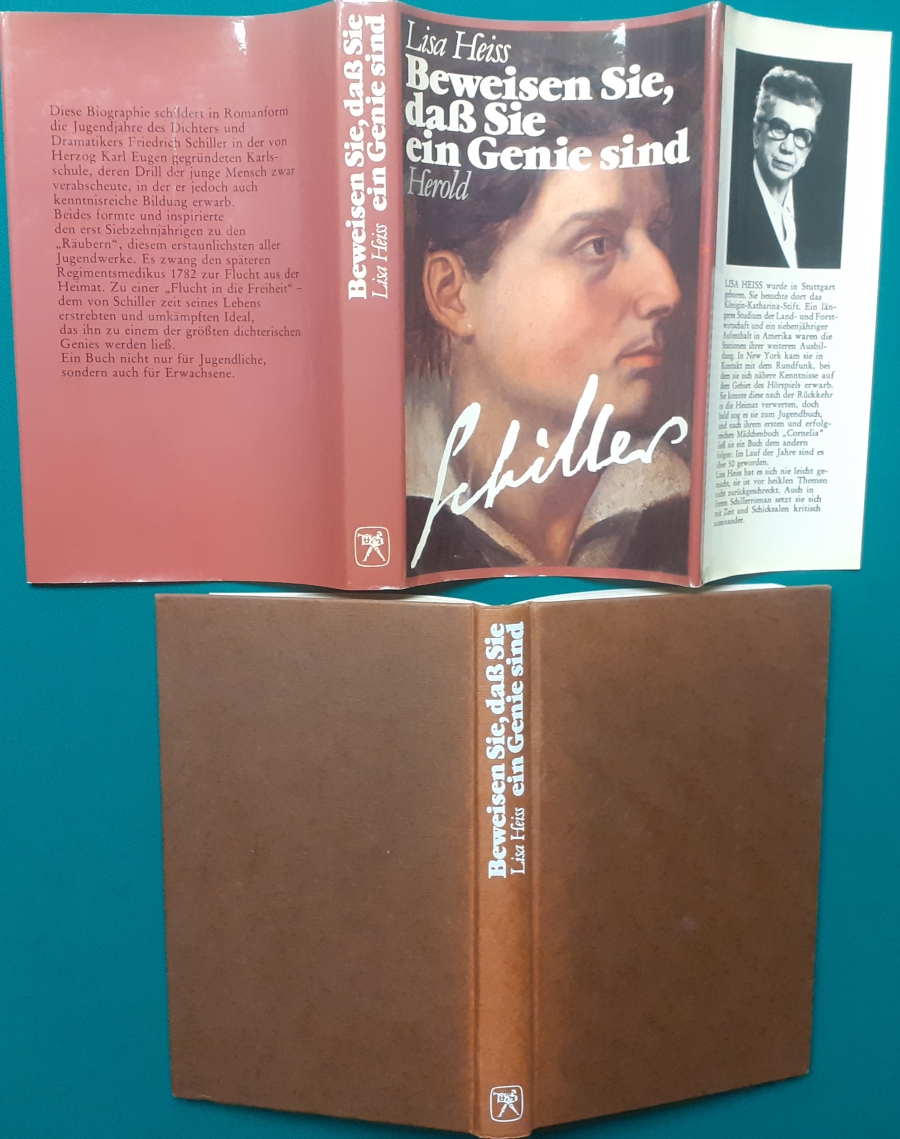 Diese Biographie schildert in Romanform
die Jugendjahre des Dichters und
Dramatikers Friedrich Schiller in der von
Herzog Karl Eugen gegründeten Karls-
schule, deren Drill der junge Mensch zwar
verabscheute, in der er jedoch auch
kenntnisreiche Bildung erwarb.
Beides formte und inspirierte
den erst Siebzehnjährigen zu den
„Räubern“, diesem erstaunlichsten aller
Jugendwerke. Es zwang den späteren
Regimentsmedikus 1782 zur Flucht aus der
Heimat. Zu einer „Flucht in die Freiheit“ –
dem von Schiller zeit seines Lebens
erstrebten und umkämpften Ideal,
das ihn zu einem der größten dichterischen
Genies werden ließ.
Ein Buch nicht nur für Jugendliche,
sondern auch für Erwachsene.
Beweisen Sie, daß Sie
ein Genie sind
Lisa Heiss
Lisa Heiss
Beweisen Sie,
daß Sie
ein Genie sind
Herold
Schiller
LISA HEISS wurde in Stuttgart
geboren. Sie besuchte dort das
Königin-Katharina-Stift. Ein län-
geres Studium der Land- und Forst-
wirtschaft und ein siebenjähriger
Aufenthalt in Amerika waren die
Stationen ihrer weiteren Ausbil-
dung. In New York kam sie in
Kontakt mit dem Rundfunk, bei
dem sie sich nähere Kenntnisse auf
dem Gebiet des Hörspiels erwarb.
Sie konnte diese nach der Rückkehr
in die Heimat verwerten, doch
bald zog es sie zum Jugendbuch,
und nach ihrem ersten und erfolg-
reichen Mädchenbuch „Cornelia“
ließ sie ein Buch dem andern
folgen: Im Lauf der Jahre sind es
über 30 geworden.
Lisa Heiss hat es sich nie leicht ge-
macht, sie ist vor heiklen Themen
nicht zurückgeschreckt. Auch in
ihrem Schillerroman setzt sie sich
mit Zeit und Schicksalen kritisch
auseinander.
Beweisen Sie, daß Sie
ein Genie sind
Lisa Heiss